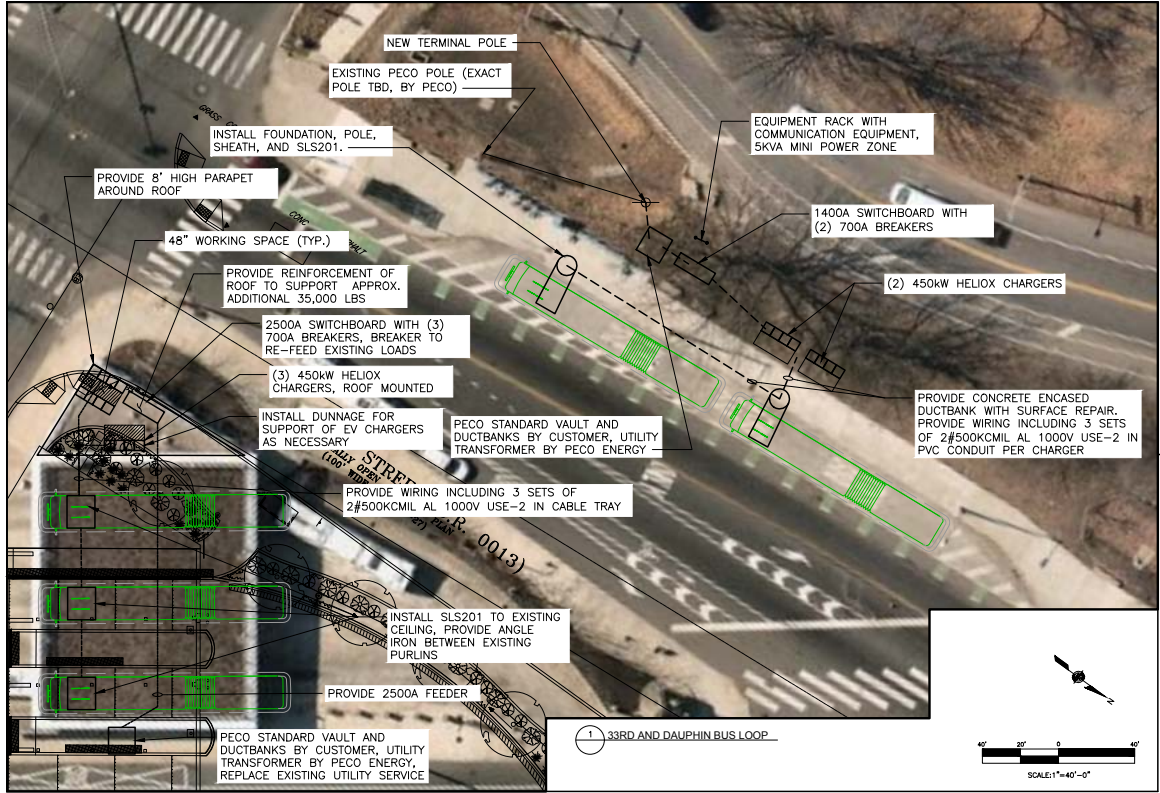 NEW TERMINAL POLE
EXISTING PECO POLE (EXACT
POLE TBD, BY PECO)
INSTALL FOUNDATION, POLE,
SHEATH, AND SLS201.
EQUIPMENT RACK WITH
COMMUNICATION EQUIPMENT,
5KVA MINI POWER ZONE
PROVIDE 8' HIGH PARAPET
AROUND ROOF
1400A SWITCHBOARD WITH
(2) 700A BREAKERS
48" WORKING SPACE (TYP.)
PROVIDE REINFORCEMENT OF
ROOF TO SUPPORT APPROX.
ADDITIONAL 35,000 LBS
(2) 450kW HELIOX CHARGERS
2500A SWITCHBOARD WITH (3)
700A BREAKERS, BREAKER TO
RE-FEED EXISTING LOADS
(3) 450kW HELIOX
CHARGERS, ROOF MOUNTED
PROVIDE CONCRETE ENCASED
DUCTBANK WITH SURFACE REPAIR.
PROVIDE WIRING INCLUDING 3 SETS
OF 2#500KCMIL AL 1000V USE-2 IN
PVC CONDUIT PER CHARGER
INSTALL DUNNAGE FOR
SUPPORT OF EV CHARGERS
AS NECESSARY
PECO STANDARD VAULT AND
DUCTBANKS BY CUSTOMER, UTILITY
TRANSFORMER BY PECO ENERGY
GRASS
CONC
ALLY OPEN
(100' WIDE
PLAN
0013)
PROVIDE WIRING INCLUDING 3 SETS OF
2#500KCMIL AL 1000V USE-2 IN CABLE TRAY
INSTALL SLS201 TO EXISTING
CEILING, PROVIDE ANGLE
IRON BETWEEN EXISTING
PURLINS
PROVIDE 2500A FEEDER
PECO STANDARD VAULT AND
DUCTBANKS BY CUSTOMER, UTILITY
TRANSFORMER BY PECO ENERGY,
REPLACE EXISTING UTILITY SERVICE
1 33RD AND DAUPHIN BUS LOOP
N
40' 20' 0 40'
SCALE:1"=40'-0"